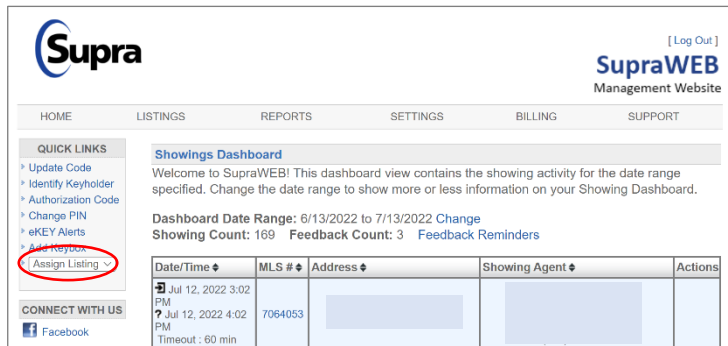 Supra
[ Log Out ]
SupraWEB
Management Website
HOME LISTINGS REPORTS SETTINGS BILLING SUPPORT
QUICK LINKS
Update Code
Identify Keyholder
Authorization Code
Change PIN
eKEY Alerts
Add Keybox
Assign Listing
CONNECT WITH US
Facebook
Showings Dashboard
Welcome to SupraWEB! This dashboard view contains the showing activity for the date range
specified. Change the date range to show more or less information on your Showing Dashboard.
Dashboard Date Range: 6/13/2022 to 7/13/2022 Change
Showing Count: 169 Feedback Count: 3 Feedback Reminders
Date/Time MLS # Address Showing Agent Actions
Jul 12, 2022 3:02
PM
? Jul 12, 2022 4:02
PM
Timeout : 60 min
7064053